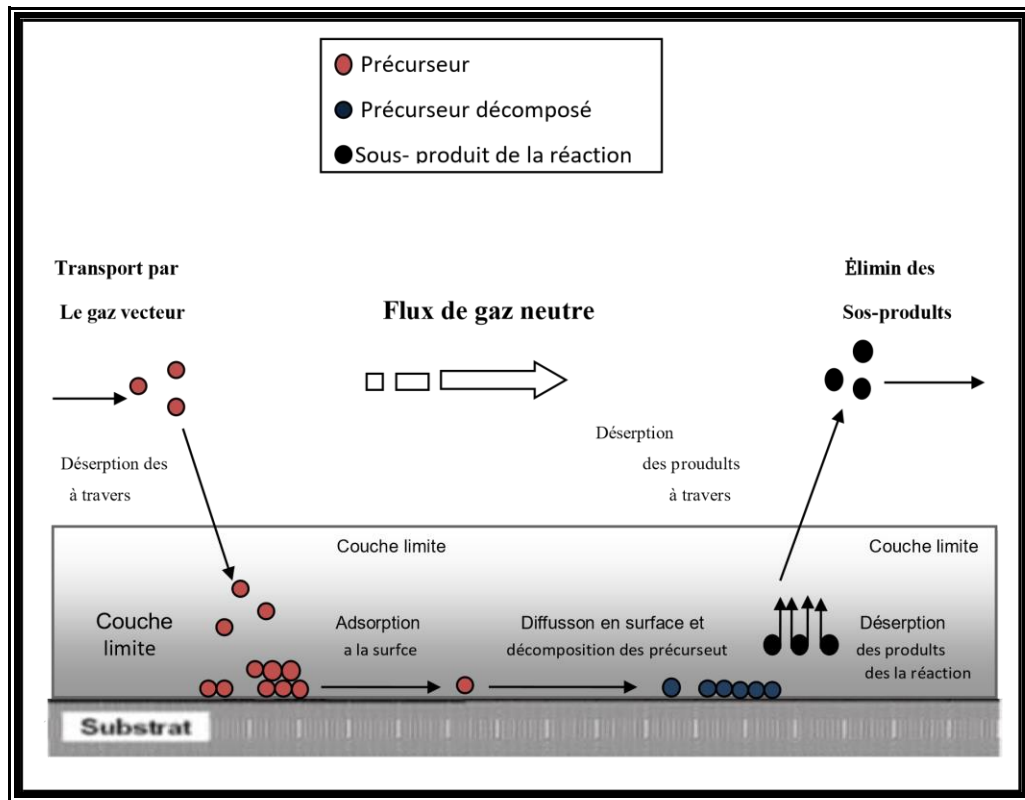 Précurseur
Précurseur décomposé
Sous- produit de la réaction
Transport par
Le gaz vecteur
Flux de gaz neutre
Élimin des
Sos-produlits
Déserption des
à travers
Déserption
des proudults
à travers
Couche limite
Couche limite
Couche
limite
Adsorption
a la surfce
Diffusson en surface et
décomposition des précurseut
Déserption
des prodults
des la réaction
Substrat